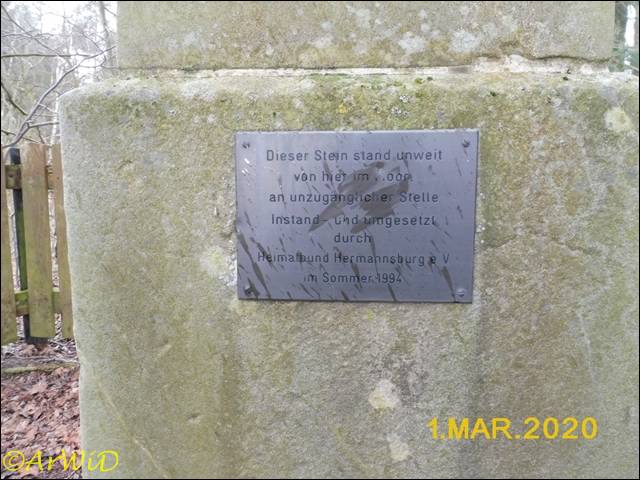 Dieser Stein stand unweit
von hier im Moor
an unzugänglicher Stelle
Instand- und umgesetzt
durch
Heimatbund Hermannsburg e V
im Sommer 1994
1.MAR.2020
©ArWiD